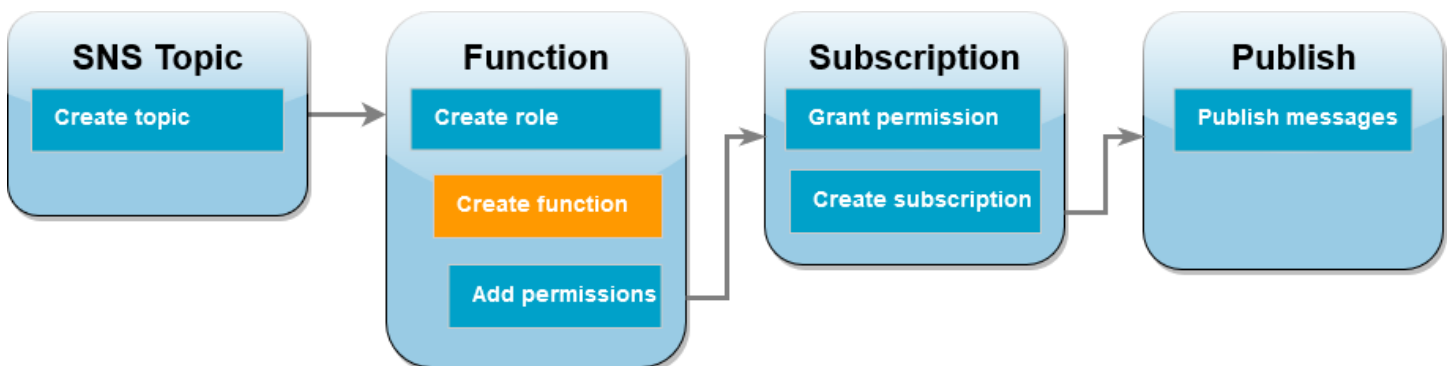 SNS Topic
Create topic
Function
Create role
Create function
Add permissions
Subscription
Grant permission
Create subscription
Publish
Publish messages